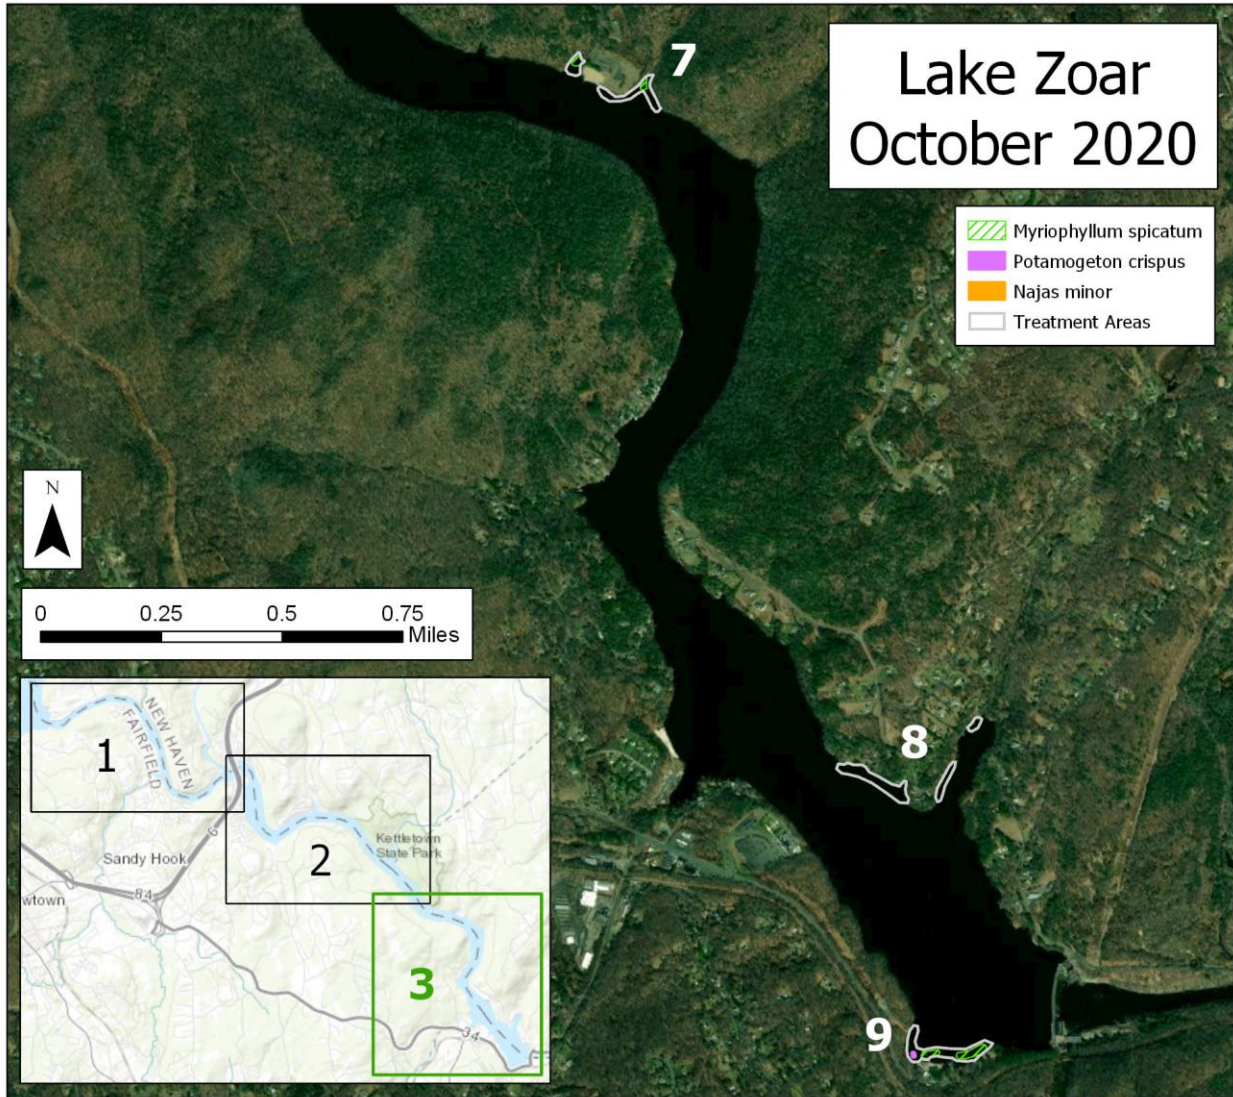 Lake Zoar
October 2020
7
Myriophyllum spicatum
Potamogeton crispus
Najas minor
Treatment Areas
N
0 0.25 0.5 0.75
Miles
8
9
NEW HAVEN
FAIRFIELD
1
6
2
Kettletown
State Park
Sandy Hook
84
wtown
3
34